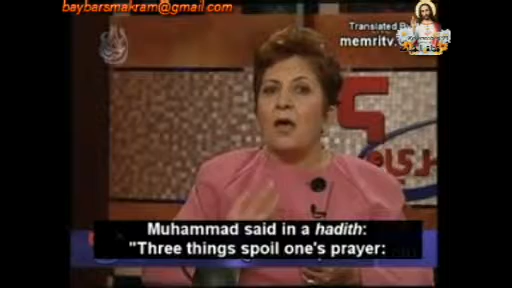 baybarsmakram@gmail.com
Translated By
memritv.
Muhammad said in a hadith:
"Three things spoil one's prayer: